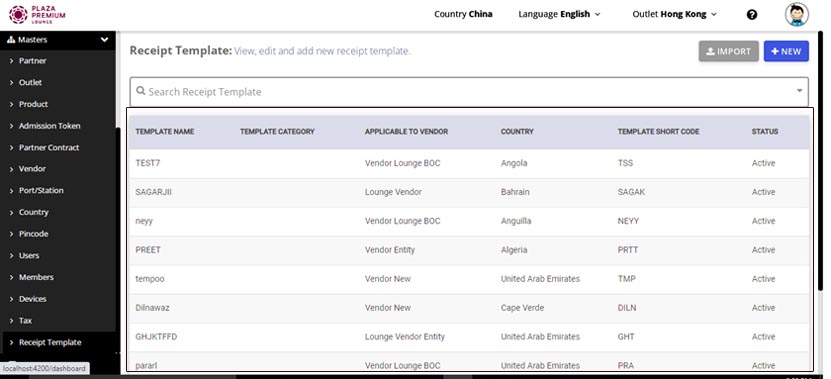 PLAZA
PREMIUM
LOUNGE
Country China
Language English
Outlet Hong Kong
Masters
Partner
Outlet
Product
Admission Token
Partner Contract
Vendor
Port/Station
Country
Pincode
Users
Members
Devices
Tax
Receipt Template
localhost:4200/dashboard
Receipt Template: View, edit and add new receipt template.
IMPORT
+ NEW
Search Receipt Template
TEMPLATE NAME TEMPLATE CATEGORY APPLICABLE TO VENDOR COUNTRY TEMPLATE SHORT CODE STATUS
TEST7 Vendor Lounge BOC Angola TSS Active
SAGARJII Lounge Vendor Bahrain SAGAK Active
neyy Vendor Lounge BOC Anguilla NEYY Active
PREET Vendor Entity Algeria PRTT Active
tempoo Vendor New United Arab Emirates TMP Active
Dilnawaz Vendor New Cape Verde DILN Active
GHJKTFFD Lounge Vendor Entity United Arab Emirates GHT Active
pararl Vendor Lounge BOC United Arab Emirates PRA Active